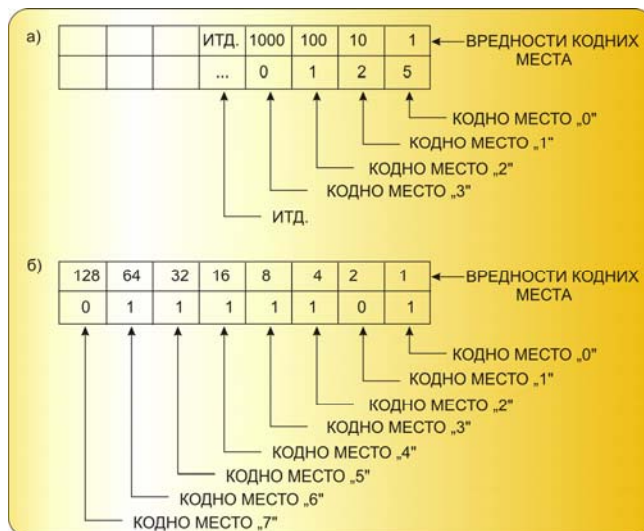 а)
ИТД. 1000 100 10 1
ВРЕДНОСТИ КОДНИХ
МЕСТА
... 0 1 2 5
КОДНО МЕСТО „0"
КОДНО МЕСТО „1"
КОДНО МЕСТО „2"
КОДНО МЕСТО „3"
ИТД.
б)
128 64 32 16 8 4 2 1
ВРЕДНОСТИ КОДНИХ
МЕСТА
0 1 1 1 1 1 0 1
КОДНО МЕСТО „0"
КОДНО МЕСТО „1"
КОДНО МЕСТО „2"
КОДНО МЕСТО „3"
КОДНО МЕСТО „4"
КОДНО МЕСТО „5"
КОДНО МЕСТО „6"
КОДНО МЕСТО „7"